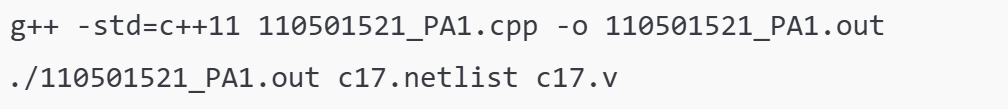 g++ -std=c++11 110501521_PA1.cpp -o 110501521_PA1.out
./110501521_PA1.out c17.netlist c17.v